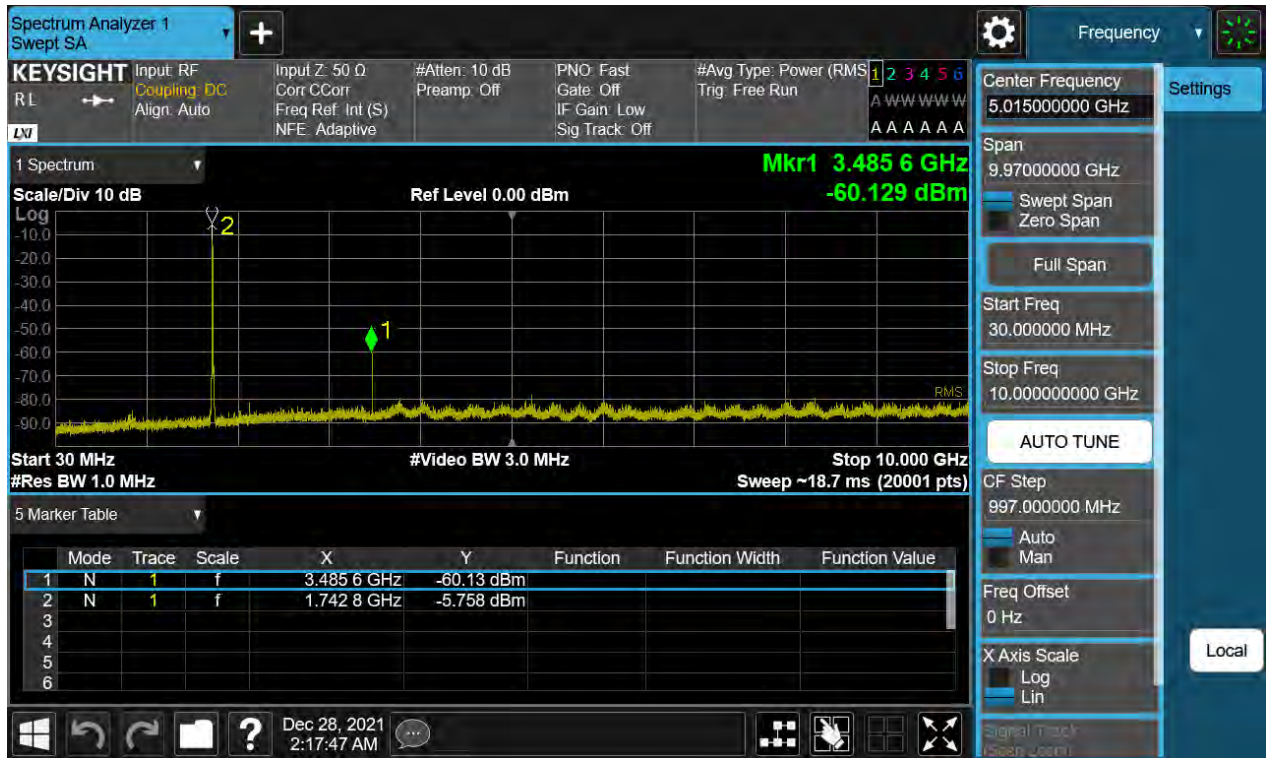 Spectrum Analyzer 1
Swept SA
+
Frequency
KEYSIGHT
RL
LXI
Input: RF
Coupling: DC
Align: Auto
Input Z: 50 Ω
Corr CCorr
Freq Ref: Int (S)
NFE: Adaptive
#Atten: 10 dB
Preamp: Off
PNO: Fast
Gate: Off
IF Gain: Low
Sig Track: Off
#Avg Type: Power (RMS
Trig: Free Run
1 2 3 4 5 6
A W W W W W
A A A A A A
1 Spectrum
Mkr1 3.485 6 GHz
Scale/Div 10 dB
Ref Level 0.00 dBm
-60.129 dBm
Log
-10.0
-20.0
-30.0
-40.0
-50.0
-60.0
-70.0
-80.0
-90.0
2
1
RMS
Start 30 MHz
#Video BW 3.0 MHz
Stop 10.000 GHz
#Res BW 1.0 MHz
Sweep ~18.7 ms (20001 pts)
5 Marker Table
Mode Trace Scale X Y Function Function Width Function Value
1 N 1 f 3.485 6 GHz -60.13 dBm
2 N 1 f 1.742 8 GHz -5.758 dBm
3
4
5
6
?
Dec 28, 2021
2:17:47 AM
Center Frequency
5.015000000 GHz
Span
9.97000000 GHz
Swept Span
Zero Span
Full Span
Start Freq
30.000000 MHz
Stop Freq
10.000000000 GHz
AUTO TUNE
CF Step
997.000000 MHz
Auto
Man
Freq Offset
0 Hz
X Axis Scale
Log
Lin
Signal Track
(Span Zoom)
Settings
Local